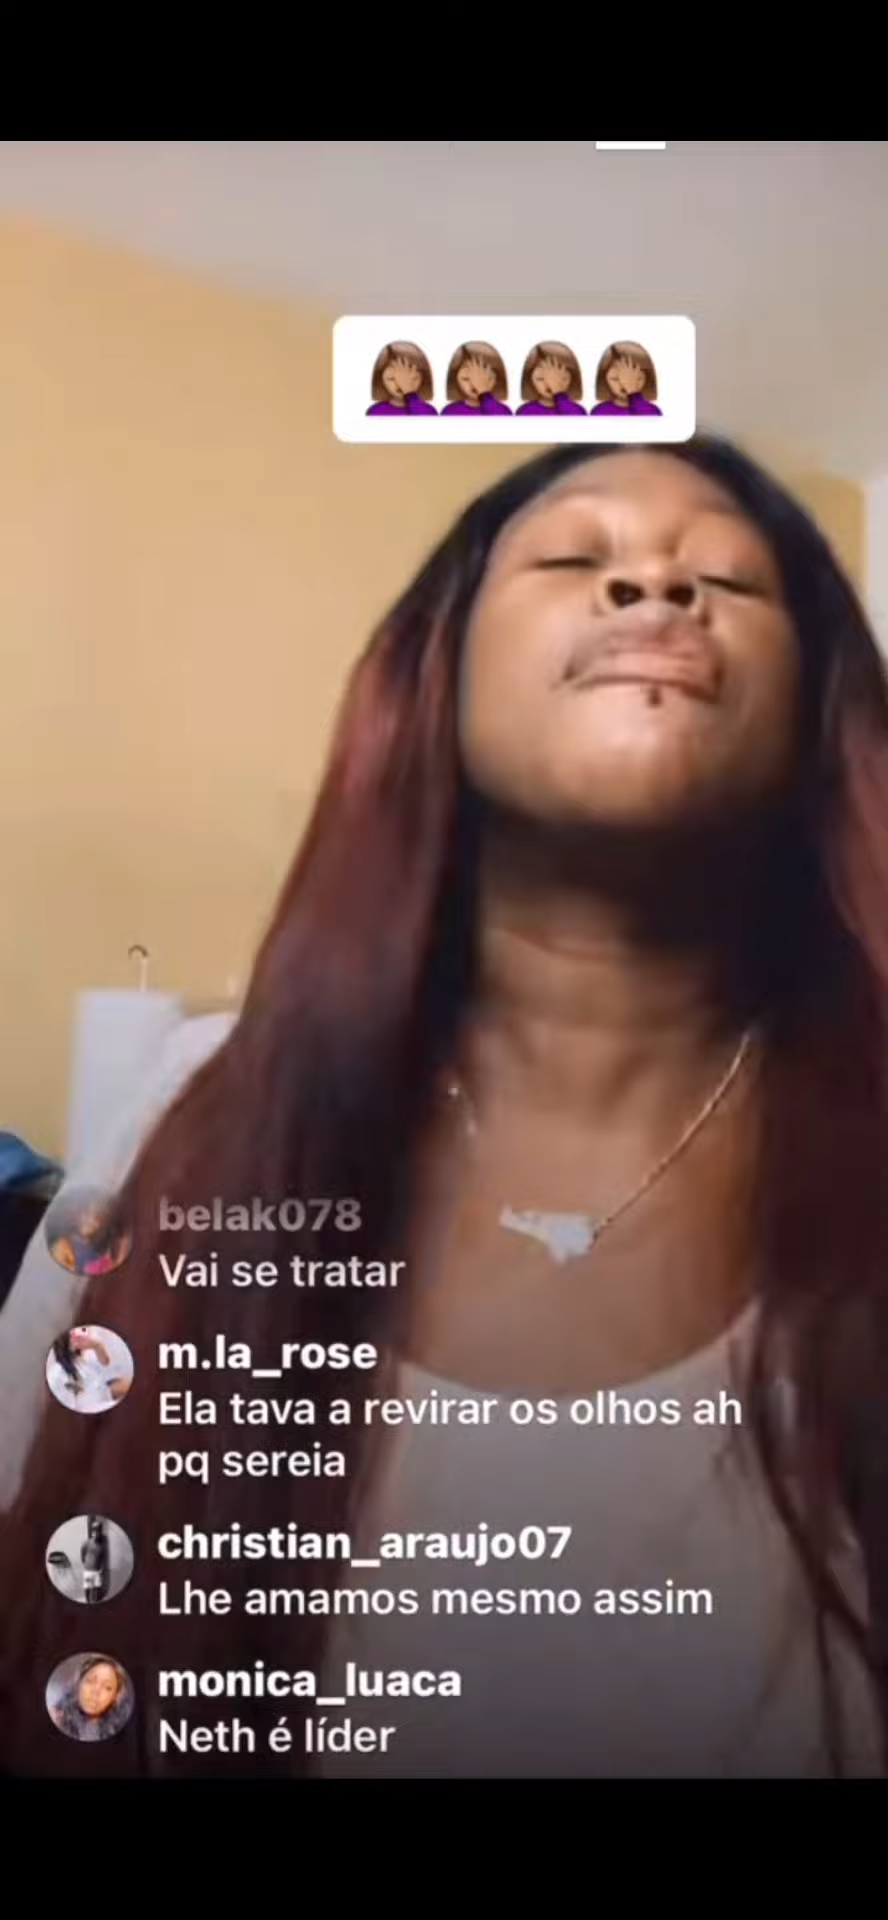 🤦🏽‍♀️🤦🏽‍♀️🤦🏽‍♀️🤦🏽‍♀️
belak078
Vai se tratar
m.la_rose
Ela tava a revirar os olhos ah
pq sereia
christian_araujo07
Lhe amamos mesmo assim
monica_luaca
Neth é líder